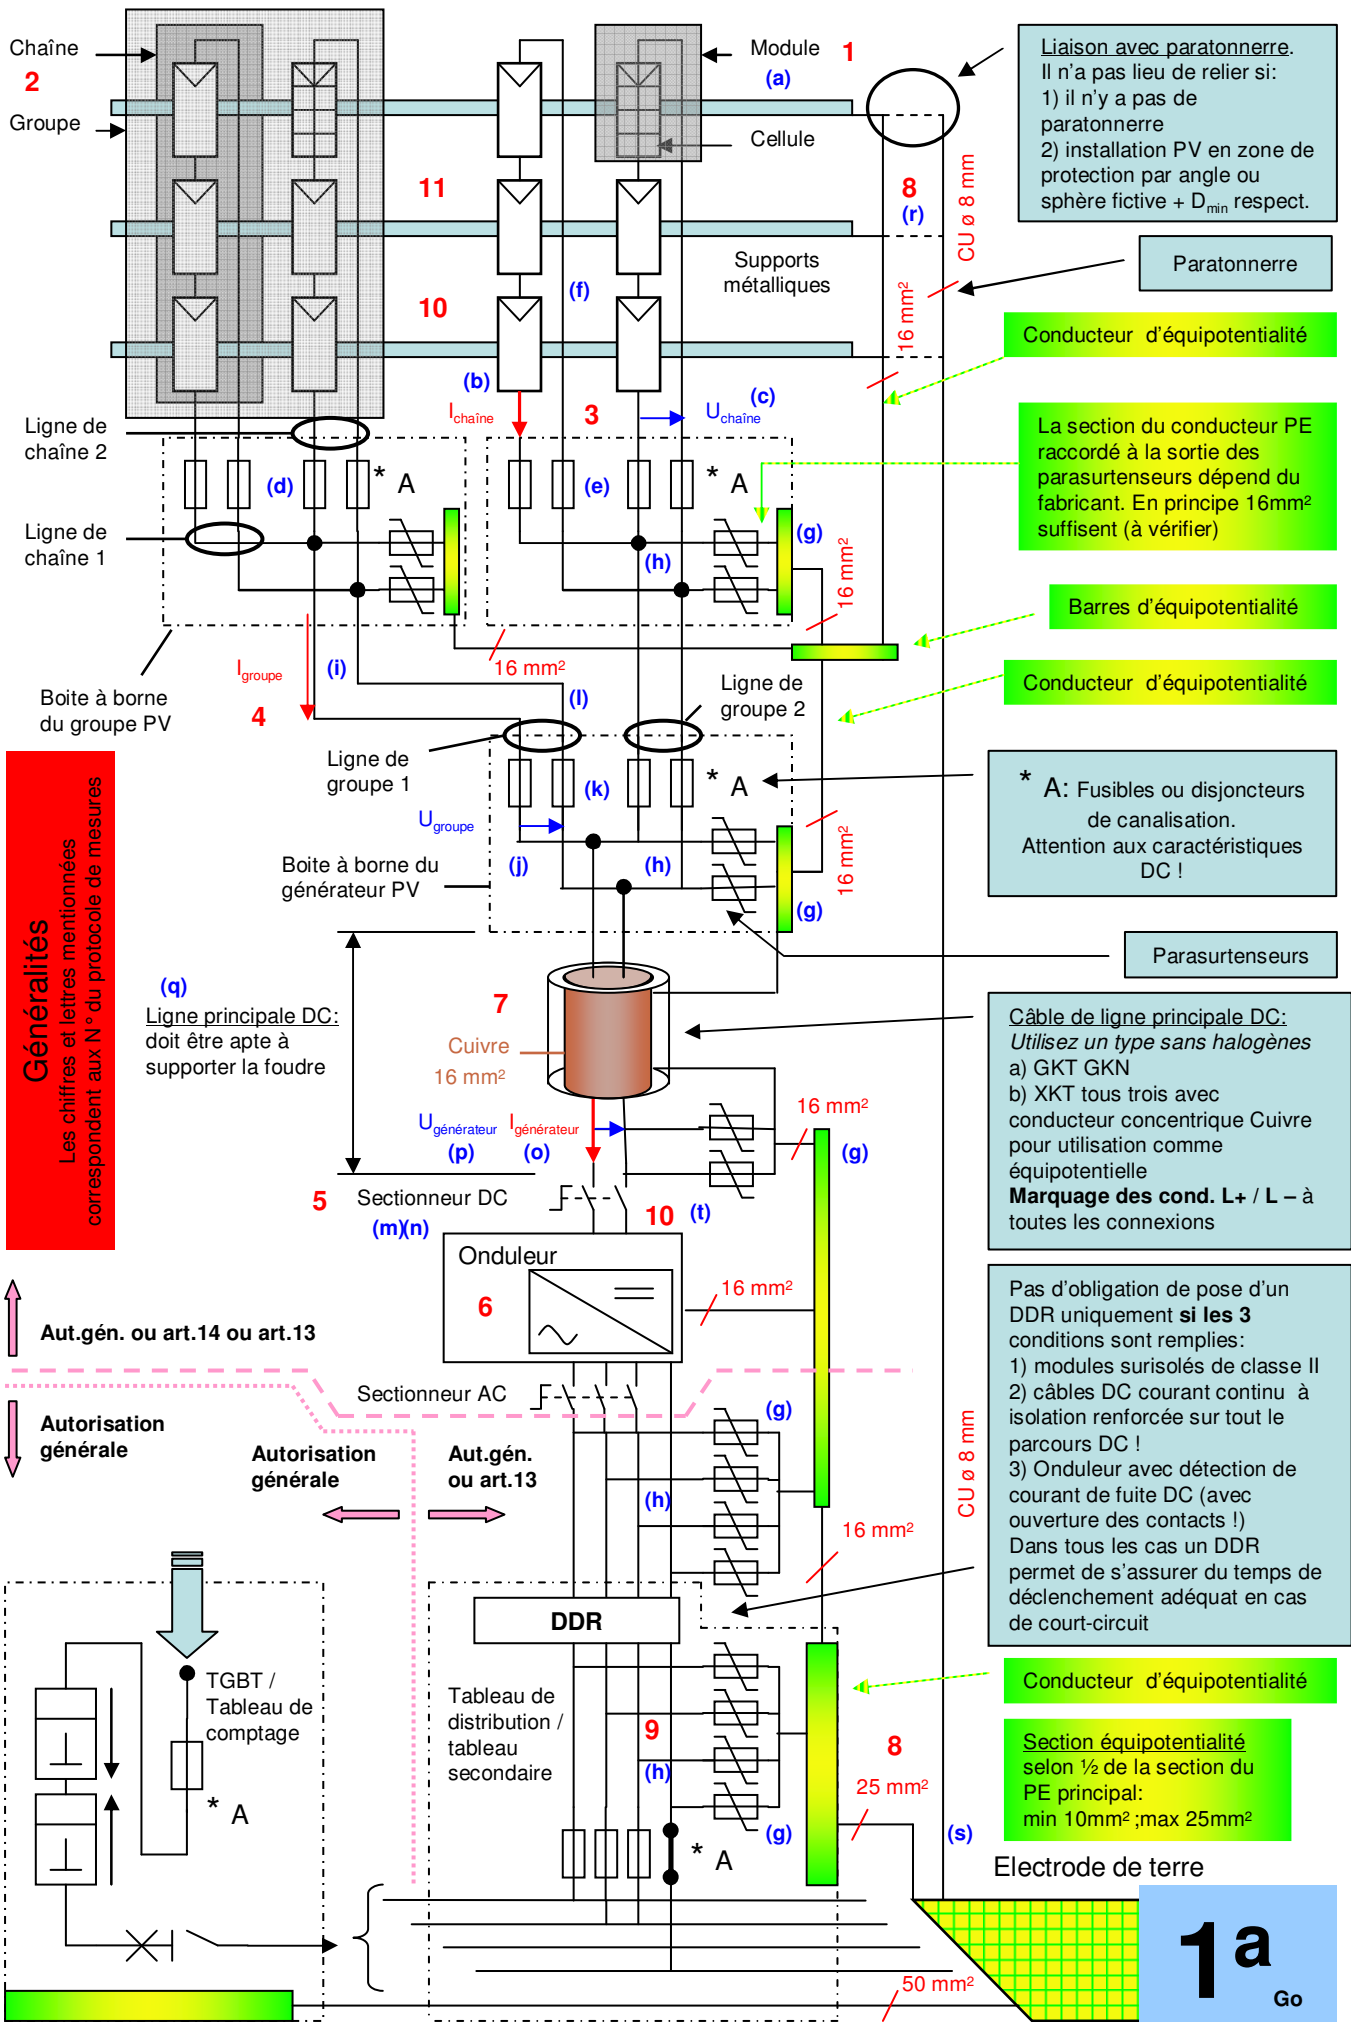 Chaîne
2
Groupe
Module
1
(a)
Cellule
Liaison avec paratonnerre.
Il n'a pas lieu de relier si:
1) il n'y a pas de
paratonnerre
2) installation PV en zone de
protection par angle ou
sphère fictive + Dmin respect.
11
8
(r)
CU ø 8 mm
Supports
métalliques
Paratonnerre
(f)
10
16 mm²
Conducteur d'équipotentialité
(b)
Ichaîne
3
Uchaîne
(c)
Ligne de
chaîne 2
La section du conducteur PE
raccordé à la sortie des
parasurtenseurs dépend du
fabricant. En principe 16mm²
suffisent (à vérifier)
(d)
* A
(e)
* A
Ligne de
chaîne 1
(g)
(h)
16 mm²
Barres d'équipotentialité
Igroupe
(i)
16 mm²
Boite à borne
du groupe PV
4
(l)
Ligne de
groupe 2
Conducteur d'équipotentialité
Ligne de
groupe 1
(k)
* A
* A: Fusibles ou disjoncteurs
de canalisation.
Attention aux caractéristiques
DC !
Généralités
Les chiffres et lettres mentionnées
correspondent aux N° du protocole de mesures
Ugroupe
(j)
(h)
16 mm²
Boite à borne du
générateur PV
(g)
Parasurtenseurs
(q)
Ligne principale DC:
doit être apte à
supporter la foudre
7
Cuivre
16 mm²
Câble de ligne principale DC:
Utilisez un type sans halogènes
a) GKT GKN
b) XKT tous trois avec
conducteur concentrique Cuivre
pour utilisation comme
équipotentielle
Marquage des cond. L+ / L – à
toutes les connexions
Ugénérateur
(p)
Igénérateur
(o)
16 mm²
(g)
5
Sectionneur DC
(m)(n)
10
(t)
Onduleur
6
16 mm²
Pas d'obligation de pose d'un
DDR uniquement si les 3
conditions sont remplies:
1) modules surisolés de classe II
2) câbles DC courant continu à
isolation renforcée sur tout le
parcours DC !
3) Onduleur avec détection de
courant de fuite DC (avec
ouverture des contacts !)
Dans tous les cas un DDR
permet de s'assurer du temps de
déclenchement adéquat en cas
de court-circuit
Aut.gén. ou art.14 ou art.13
Sectionneur AC
(g)
Autorisation
générale
Autorisation
générale
Aut.gén.
ou art.13
(h)
CU ø 8 mm
16 mm²
DDR
TGBT /
Tableau de
comptage
* A
Tableau de
distribution /
tableau
secondaire
9
(h)
8
25 mm²
(g)
* A
(s)
Conducteur d'équipotentialité
Section équipotentialité
selon ½ de la section du
PE principal:
min 10mm² ;max 25mm²
Electrode de terre
50 mm²
1a
Go